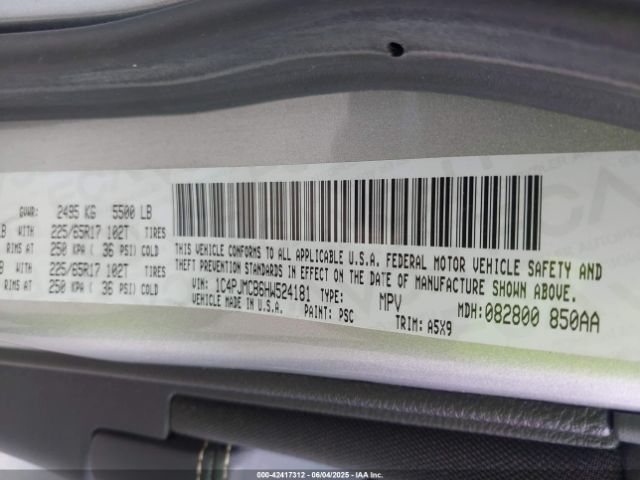 GVWR: 2495 KG 5500 LB
LB WITH 225/65R17 102T TIRES
RIMS AT 250 KPA ( 36 PSI) COLD
LB WITH 225/65R17 102T TIRES
RIMS AT 250 KPA ( 36 PSI) COLD
THIS VEHICLE CONFORMS TO ALL APPLICABLE U.S.A. FEDERAL MOTOR VEHICLE SAFETY AND
THEFT PREVENTION STANDARDS IN EFFECT ON THE DATE OF MANUFACTURE SHOWN ABOVE.
VIN: 1C4PJMCB6HW524181 TYPE: MPV MDH:082800 850AA
MADE IN U.S.A. PAINT: PSC TRIM: A5X9
000-42417312 - 06/04/2025 - IAAI.com